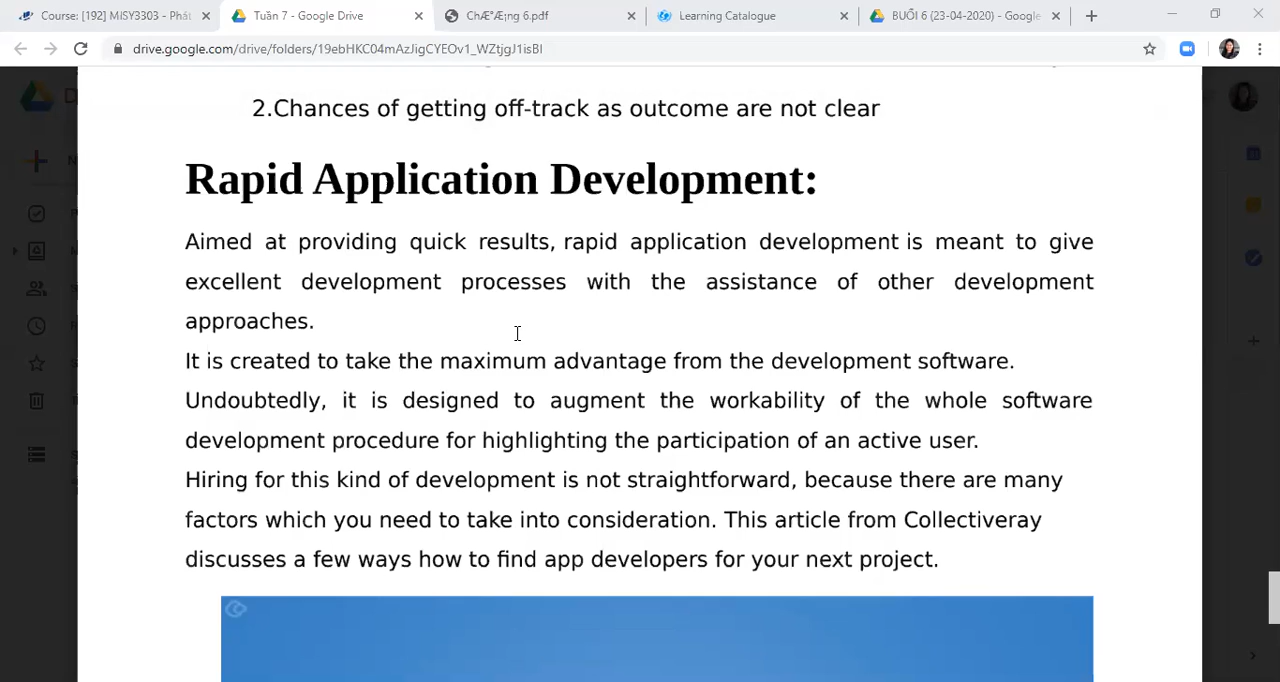 Course: [192] MISY3303 - Phát
Tuần 7 - Google Drive
ChÆ°Æ¡ng 6.pdf
Learning Catalogue
BUỔI 6 (23-04-2020) - Google
drive.google.com/drive/folders/19ebHKC04mAzJigCYEOv1_WZtjgJ1isBI
2.Chances of getting off-track as outcome are not clear
Rapid Application Development:
Aimed at providing quick results, rapid application development is meant to give
excellent development processes with the assistance of other development
approaches.
It is created to take the maximum advantage from the development software.
Undoubtedly, it is designed to augment the workability of the whole software
development procedure for highlighting the participation of an active user.
Hiring for this kind of development is not straightforward, because there are many
factors which you need to take into consideration. This article from Collectiveray
discusses a few ways how to find app developers for your next project.